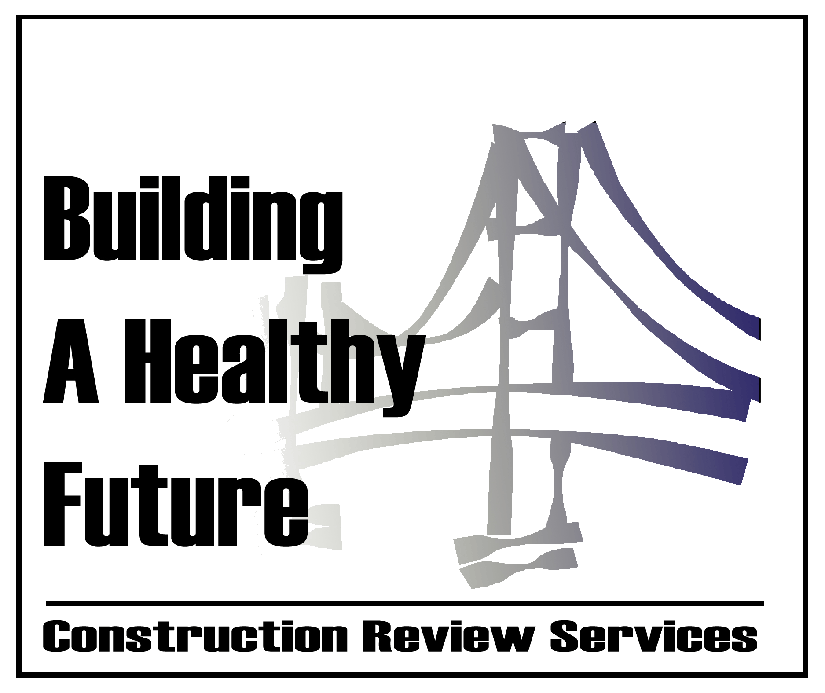 Building
A Healthy
Future
Construction Review Services